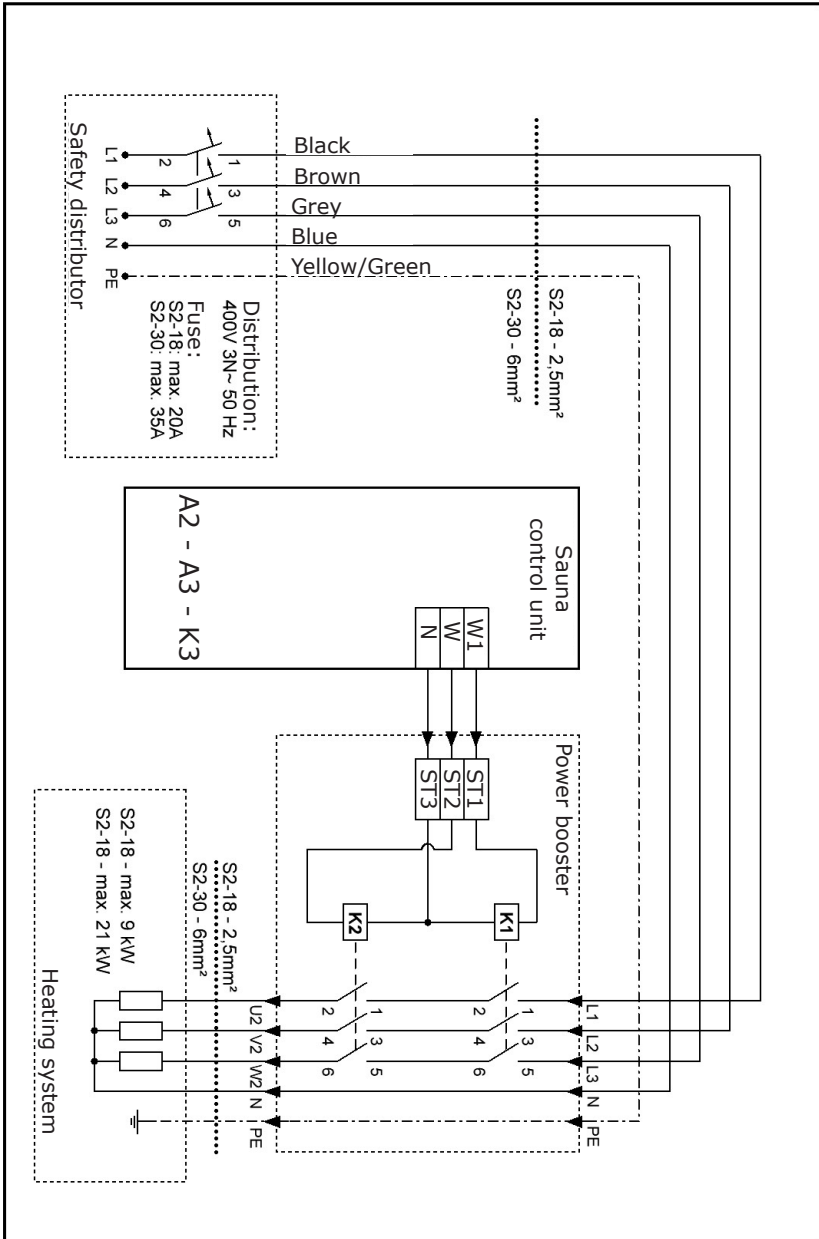 Black
Brown
Grey
Blue
Yellow/Green
Safety distributor
L1
L2
L3
N
PE
2
4
6
1
3
5
Distribution:
400V 3N~ 50 Hz
Fuse:
S2-18: max. 20A
S2-30: max. 35A
S2-18 - 2,5mm²
S2-30 - 6mm²
Sauna
control unit
A2 - A3 - K3
W1
W
N
Power booster
ST1
ST2
ST3
K1
K2
L1
L2
L3
N
PE
1
3
5
2
4
6
1
3
5
2
4
6
U2
V2
W2
N
PE
S2-18 - 2,5mm²
S2-30 - 6mm²
S2-18 - max. 9 kW
S2-18 - max. 21 kW
Heating system